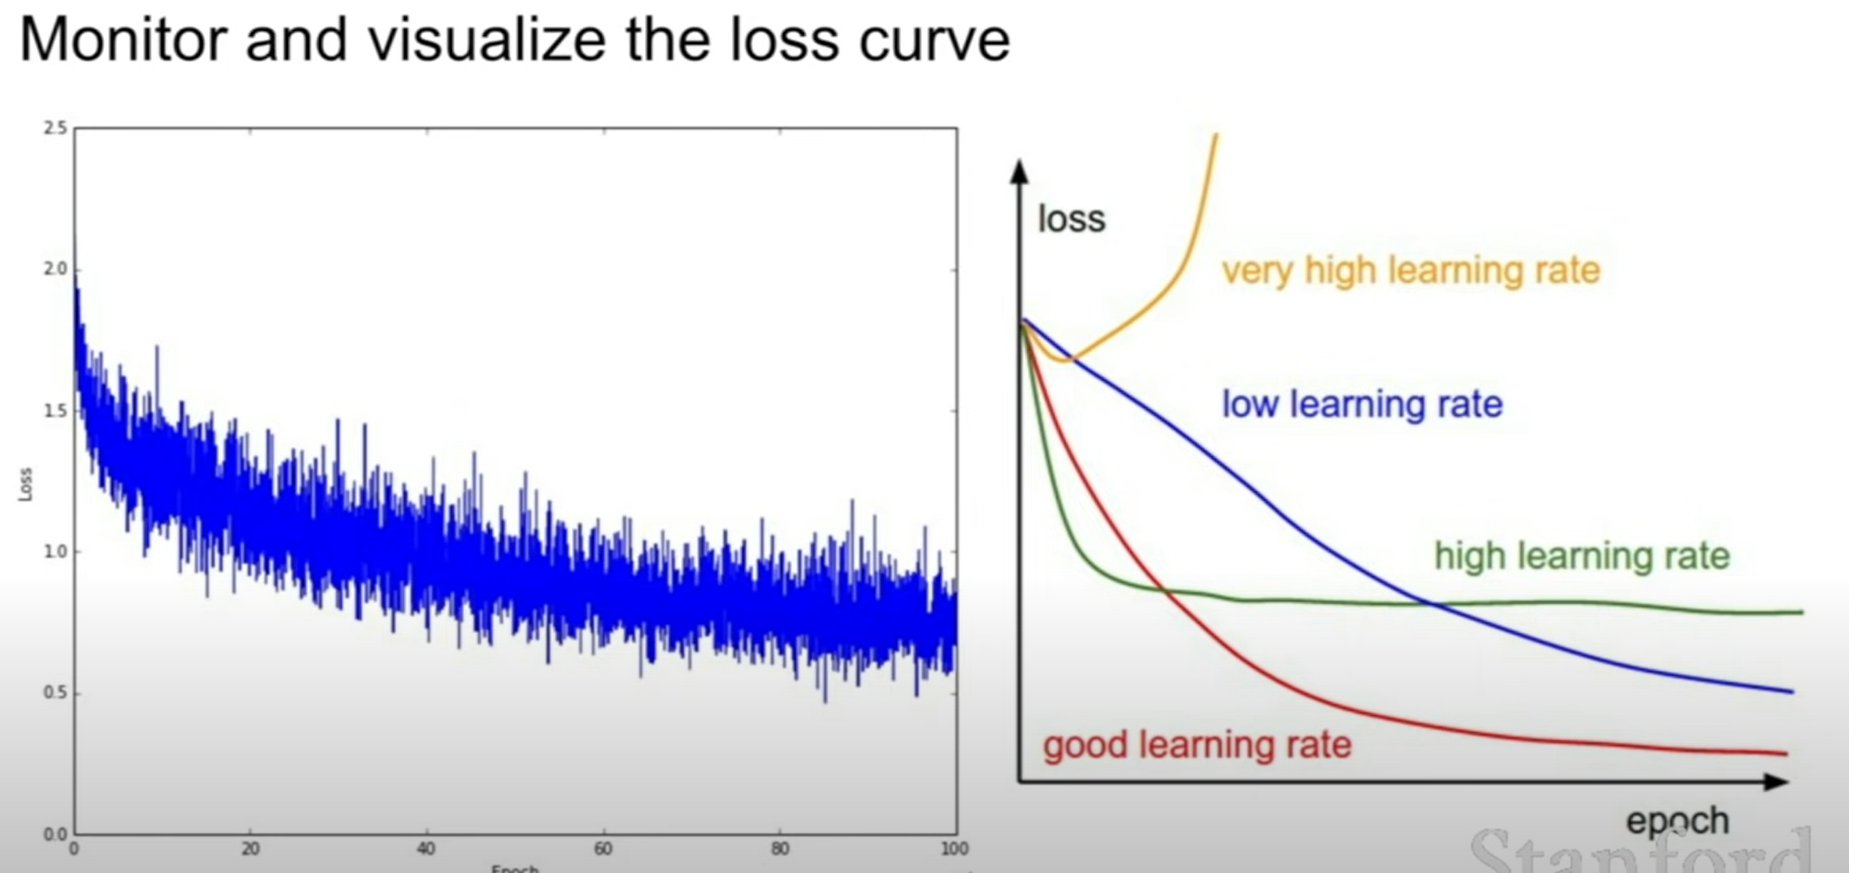 Monitor and visualize the loss curve
2.5
2.0
1.5
1.0
0.5
0.0
Loss
0
20
40
60
80
100
Epoch
loss
very high learning rate
low learning rate
high learning rate
good learning rate
epoch
Stanford